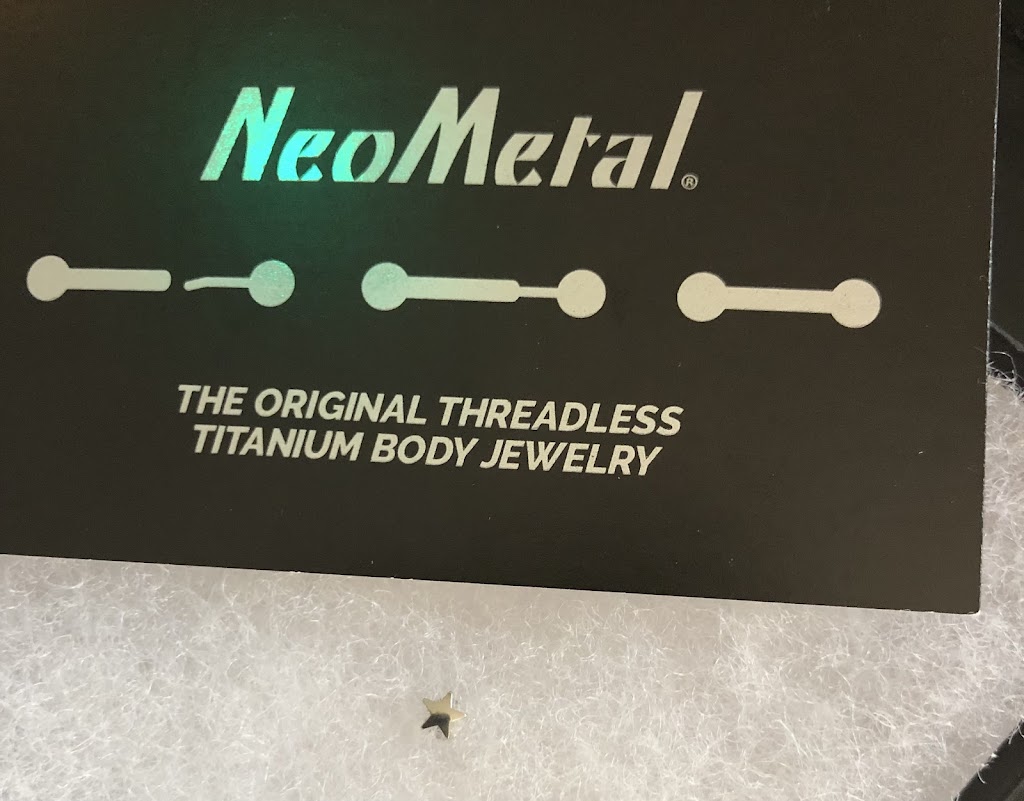 NeoMetal®
THE ORIGINAL THREADLESS
TITANIUM BODY JEWELRY